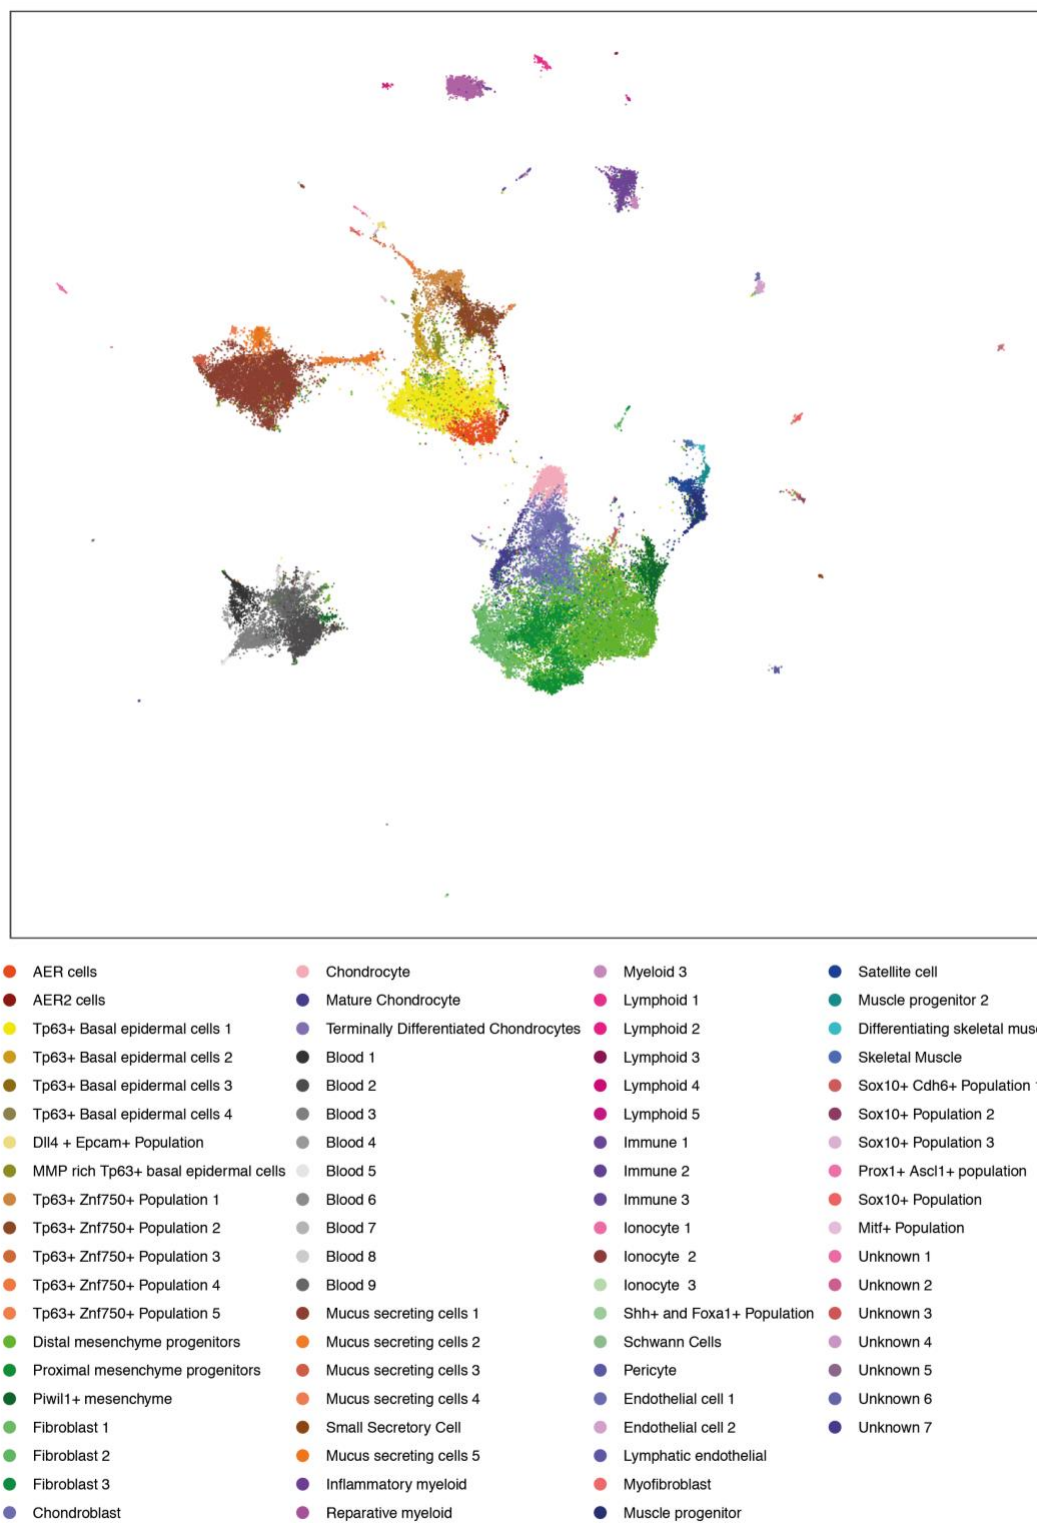 AER cells
AER2 cells
Tp63+ Basal epidermal cells 1
Tp63+ Basal epidermal cells 2
Tp63+ Basal epidermal cells 3
Tp63+ Basal epidermal cells 4
Dll4 + Epcam+ Population
MMP rich Tp63+ basal epidermal cells
Tp63+ Znf750+ Population 1
Tp63+ Znf750+ Population 2
Tp63+ Znf750+ Population 3
Tp63+ Znf750+ Population 4
Tp63+ Znf750+ Population 5
Distal mesenchyme progenitors
Proximal mesenchyme progenitors
Piwil1+ mesenchyme
Fibroblast 1
Fibroblast 2
Fibroblast 3
Chondroblast
Chondrocyte
Mature Chondrocyte
Terminally Differentiated Chondrocytes
Blood 1
Blood 2
Blood 3
Blood 4
Blood 5
Blood 6
Blood 7
Blood 8
Blood 9
Mucus secreting cells 1
Mucus secreting cells 2
Mucus secreting cells 3
Mucus secreting cells 4
Small Secretory Cell
Mucus secreting cells 5
Inflammatory myeloid
Reparative myeloid
Myeloid 3
Lymphoid 1
Lymphoid 2
Lymphoid 3
Lymphoid 4
Lymphoid 5
Immune 1
Immune 2
Immune 3
Ionocyte 1
Ionocyte  2
Ionocyte  3
Shh+ and Foxa1+ Population
Schwann Cells
Pericyte
Endothelial cell 1
Endothelial cell 2
Lymphatic endothelial
Myofibroblast
Muscle progenitor
Satellite cell
Muscle progenitor 2
Differentiating skeletal
Skeletal Muscle
Sox10+ Cdh6+ Population 1
Sox10+ Population 2
Sox10+ Population 3
Prox1+ Ascl1+ population
Sox10+ Population
Mitf+ Population
Unknown 1
Unknown 2
Unknown 3
Unknown 4
Unknown 5
Unknown 6
Unknown 7